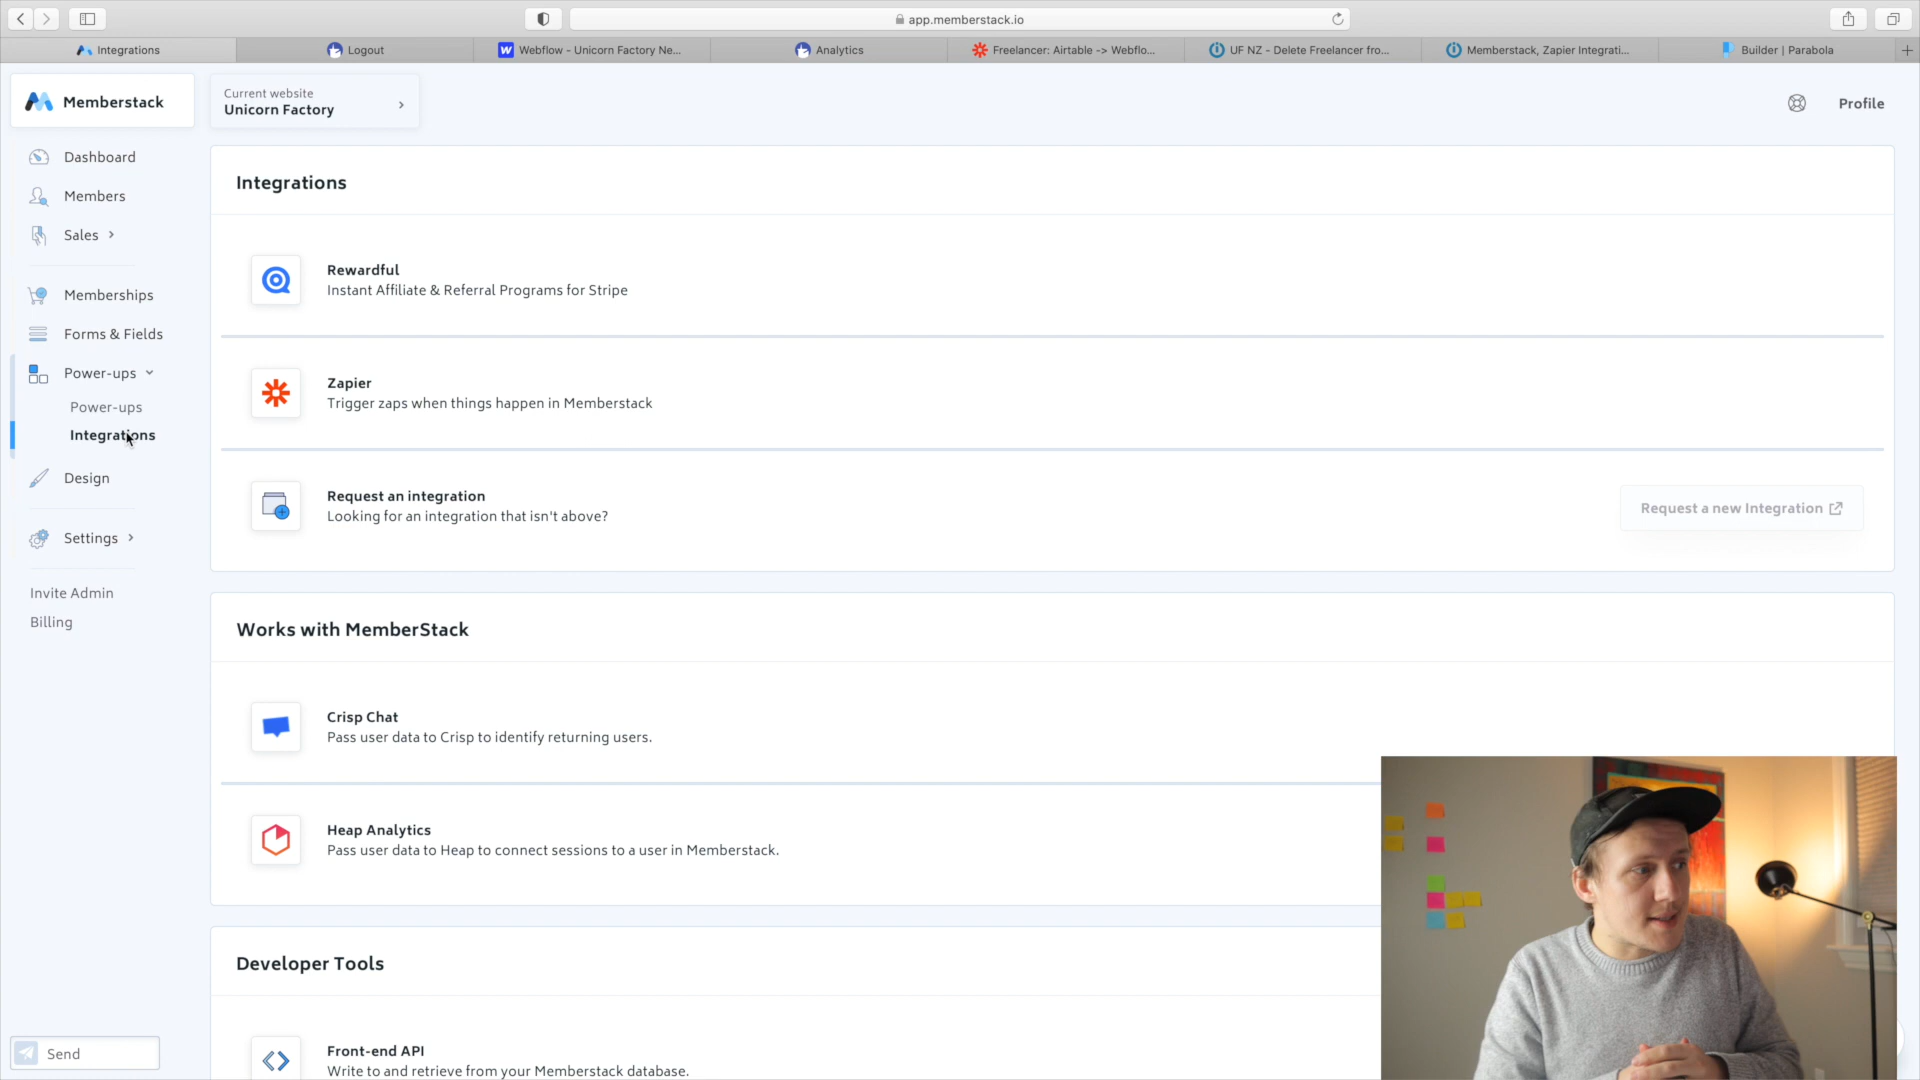 app.memberstack.io
Integrations
Logout
Webflow - Unicorn Factory Ne...
Analytics
Freelancer: Airtable -> Webflo...
UF NZ - Delete Freelancer fro...
Memberstack, Zapier Integrati...
Builder | Parabola
Memberstack
Current website
Unicorn Factory
Profile
Dashboard
Members
Sales
Memberships
Forms & Fields
Power-ups
Power-ups
Integrations
Design
Settings
Invite Admin
Billing
Send
Integrations
Rewardful
Instant Affiliate & Referral Programs for Stripe
Zapier
Trigger zaps when things happen in Memberstack
Request an integration
Looking for an integration that isn't above?
Request a new Integration
Works with MemberStack
Crisp Chat
Pass user data to Crisp to identify returning users.
Heap Analytics
Pass user data to Heap to connect sessions to a user in Memberstack.
Developer Tools
Front-end API
Write to and retrieve from your Memberstack database.